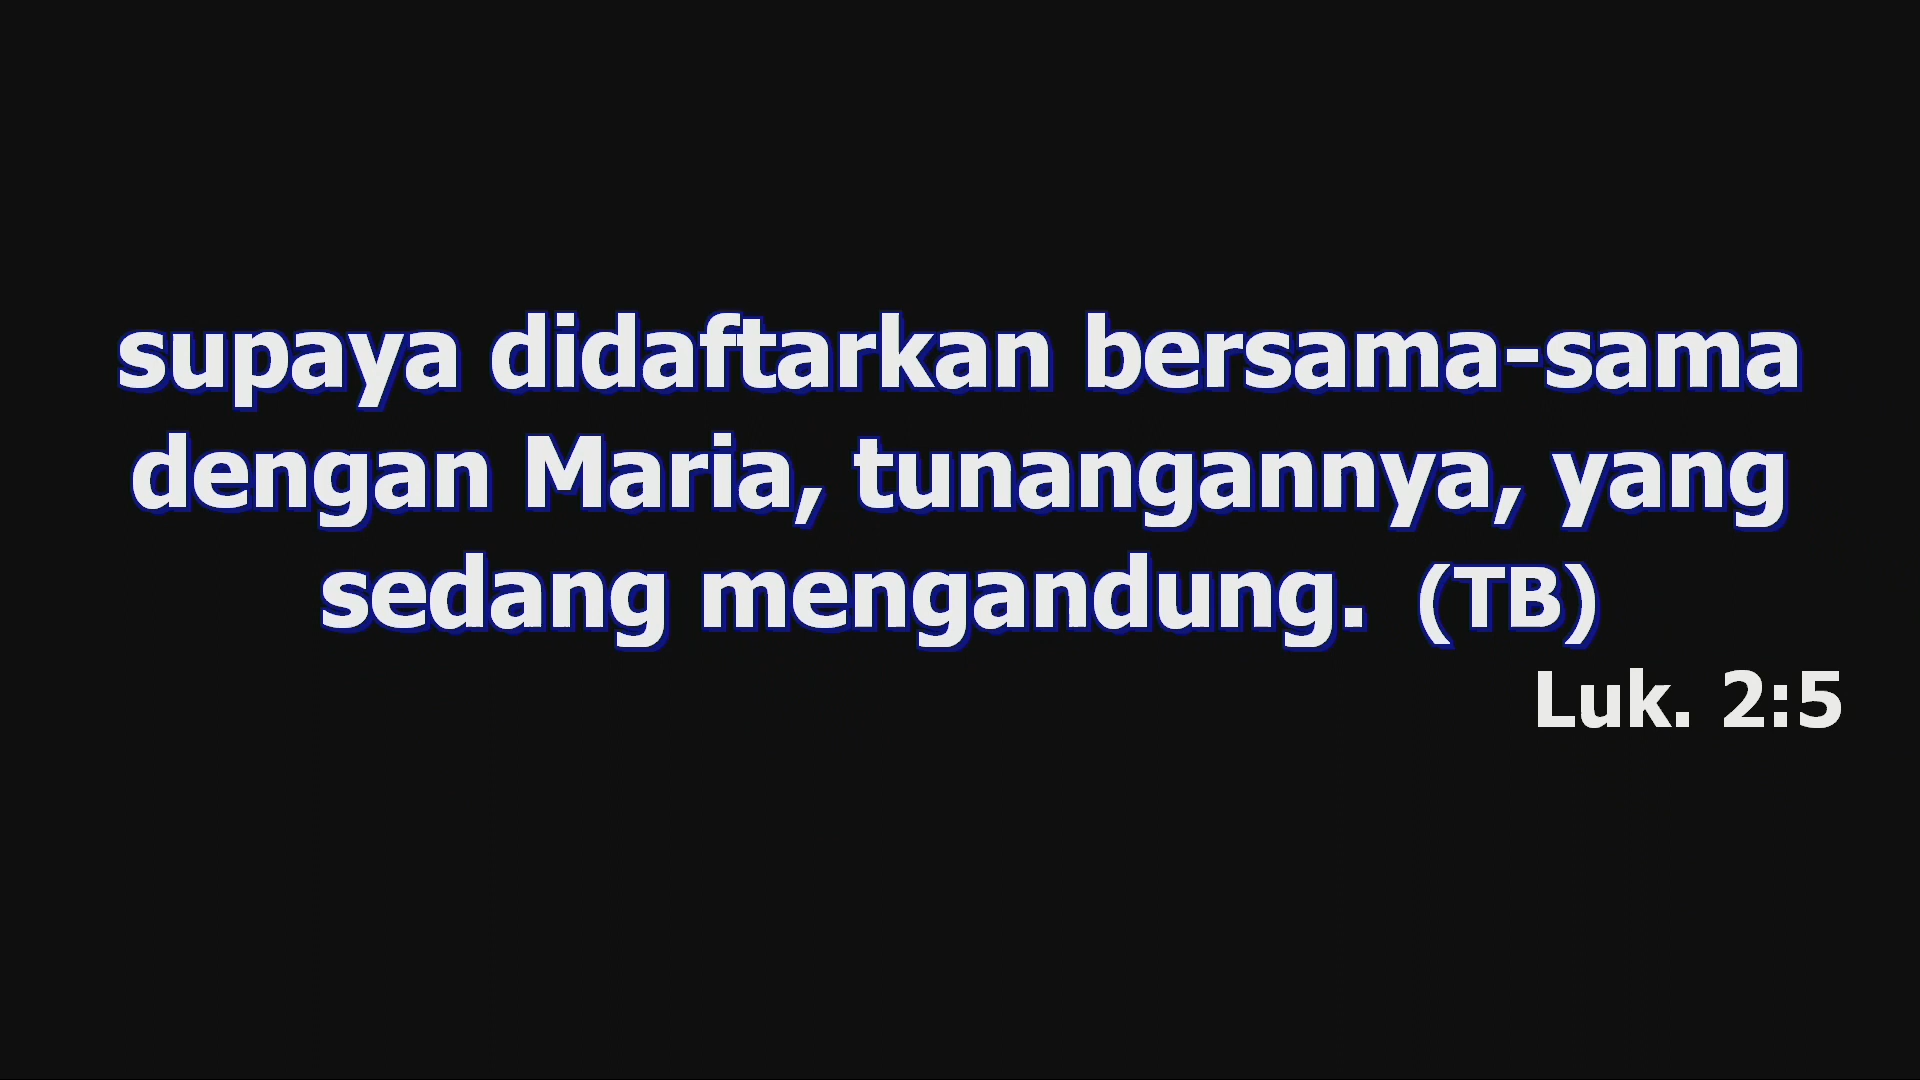 supaya didaftarkan bersama-sama
dengan Maria, tunangannya, yang
sedang mengandung. (TB)
Luk. 2:5